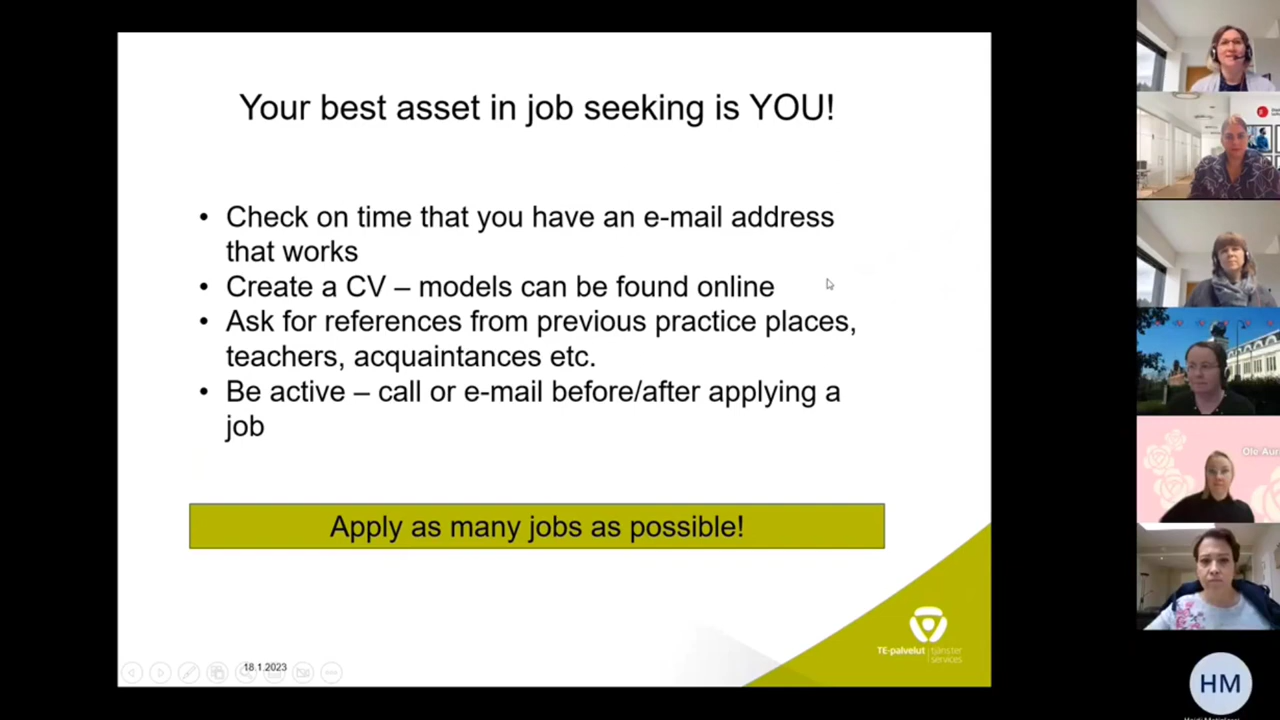 Your best asset in job seeking is YOU!
• Check on time that you have an e-mail address
that works
• Create a CV – models can be found online
• Ask for references from previous practice places,
teachers, acquaintances etc.
• Be active – call or e-mail before/after applying a
job
Apply as many jobs as possible!
TE-palvelut tjänster
services
18.1.2023
HM